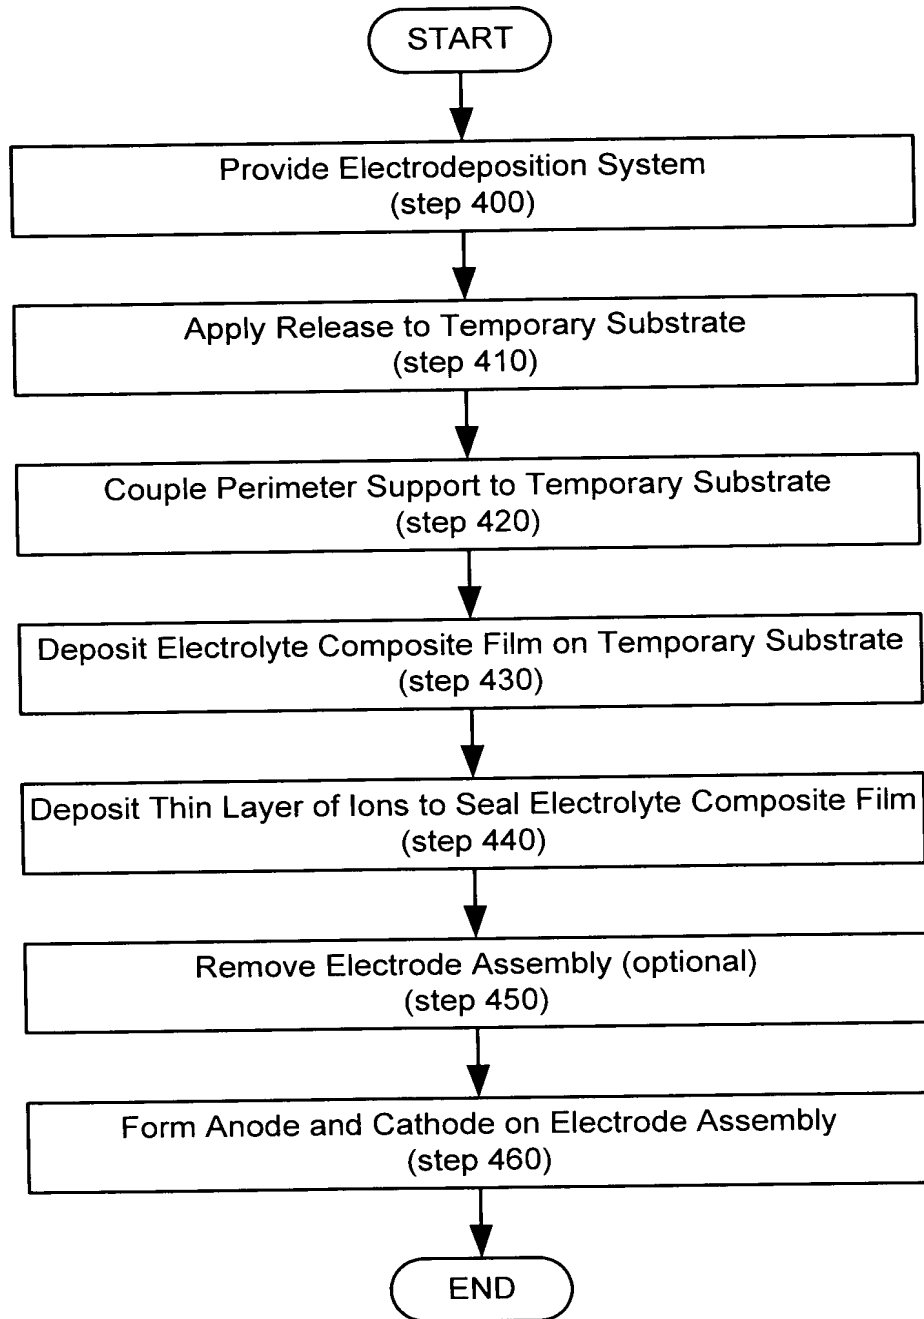 START
Provide Electrodeposition System
(step 400)
Apply Release to Temporary Substrate
(step 410)
Couple Perimeter Support to Temporary Substrate
(step 420)
Deposit Electrolyte Composite Film on Temporary Substrate
(step 430)
Deposit Thin Layer of Ions to Seal Electrolyte Composite Film
(step 440)
Remove Electrode Assembly (optional)
(step 450)
Form Anode and Cathode on Electrode Assembly
(step 460)
END